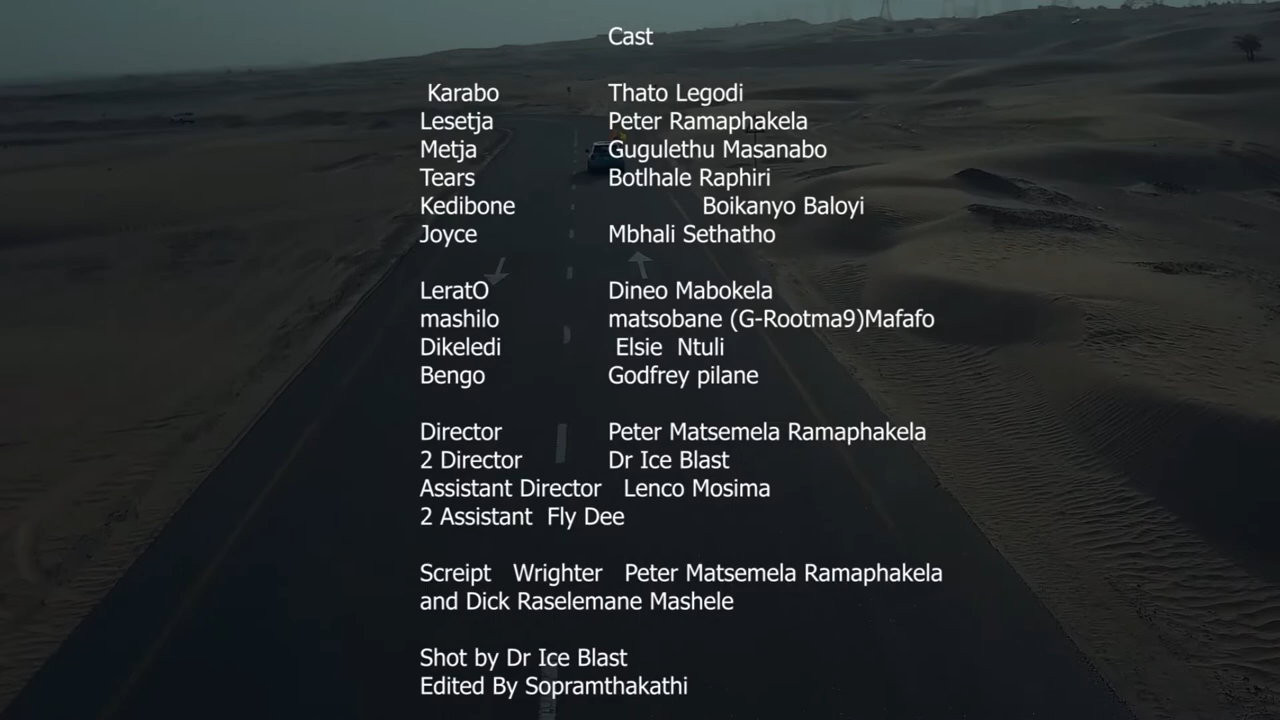 Cast
Karabo Thato Legodi
Lesetja Peter Ramaphakela
Metja Gugulethu Masanabo
Tears Botlhale Raphiri
Kedibone Boikanyo Baloyi
Joyce Mbhali Sethatho
LeratO Dineo Mabokela
mashilo matsobane (G-Rootma9)Mafafo
Dikeledi Elsie Ntuli
Bengo Godfrey pilane
Director Peter Matsemela Ramaphakela
2 Director Dr Ice Blast
Assistant Director Lenco Mosima
2 Assistant Fly Dee
Screipt Wrighter Peter Matsemela Ramaphakela
and Dick Raselemane Mashele
Shot by Dr Ice Blast
Edited By Sopramthakathi